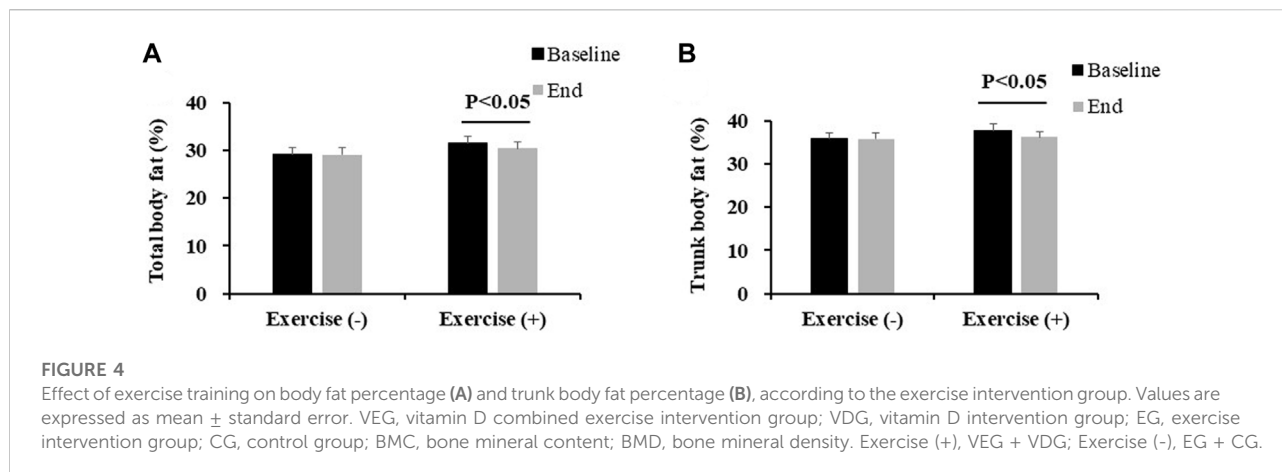 A
Baseline
End
P<0.05
Total body fat (%)
40
30
20
10
0
Exercise (-)
Exercise (+)
B
Baseline
End
P<0.05
Trunk body fat (%)
40
30
20
10
0
Exercise (-)
Exercise (+)
FIGURE 4
Effect of exercise training on body fat percentage (A) and trunk body fat percentage (B), according to the exercise intervention group. Values are
expressed as mean ± standard error. VEG, vitamin D combined exercise intervention group; VDG, vitamin D intervention group; EG, exercise
intervention group; CG, control group; BMC, bone mineral content; BMD, bone mineral density. Exercise (+), VEG + VDG; Exercise (-), EG + CG.